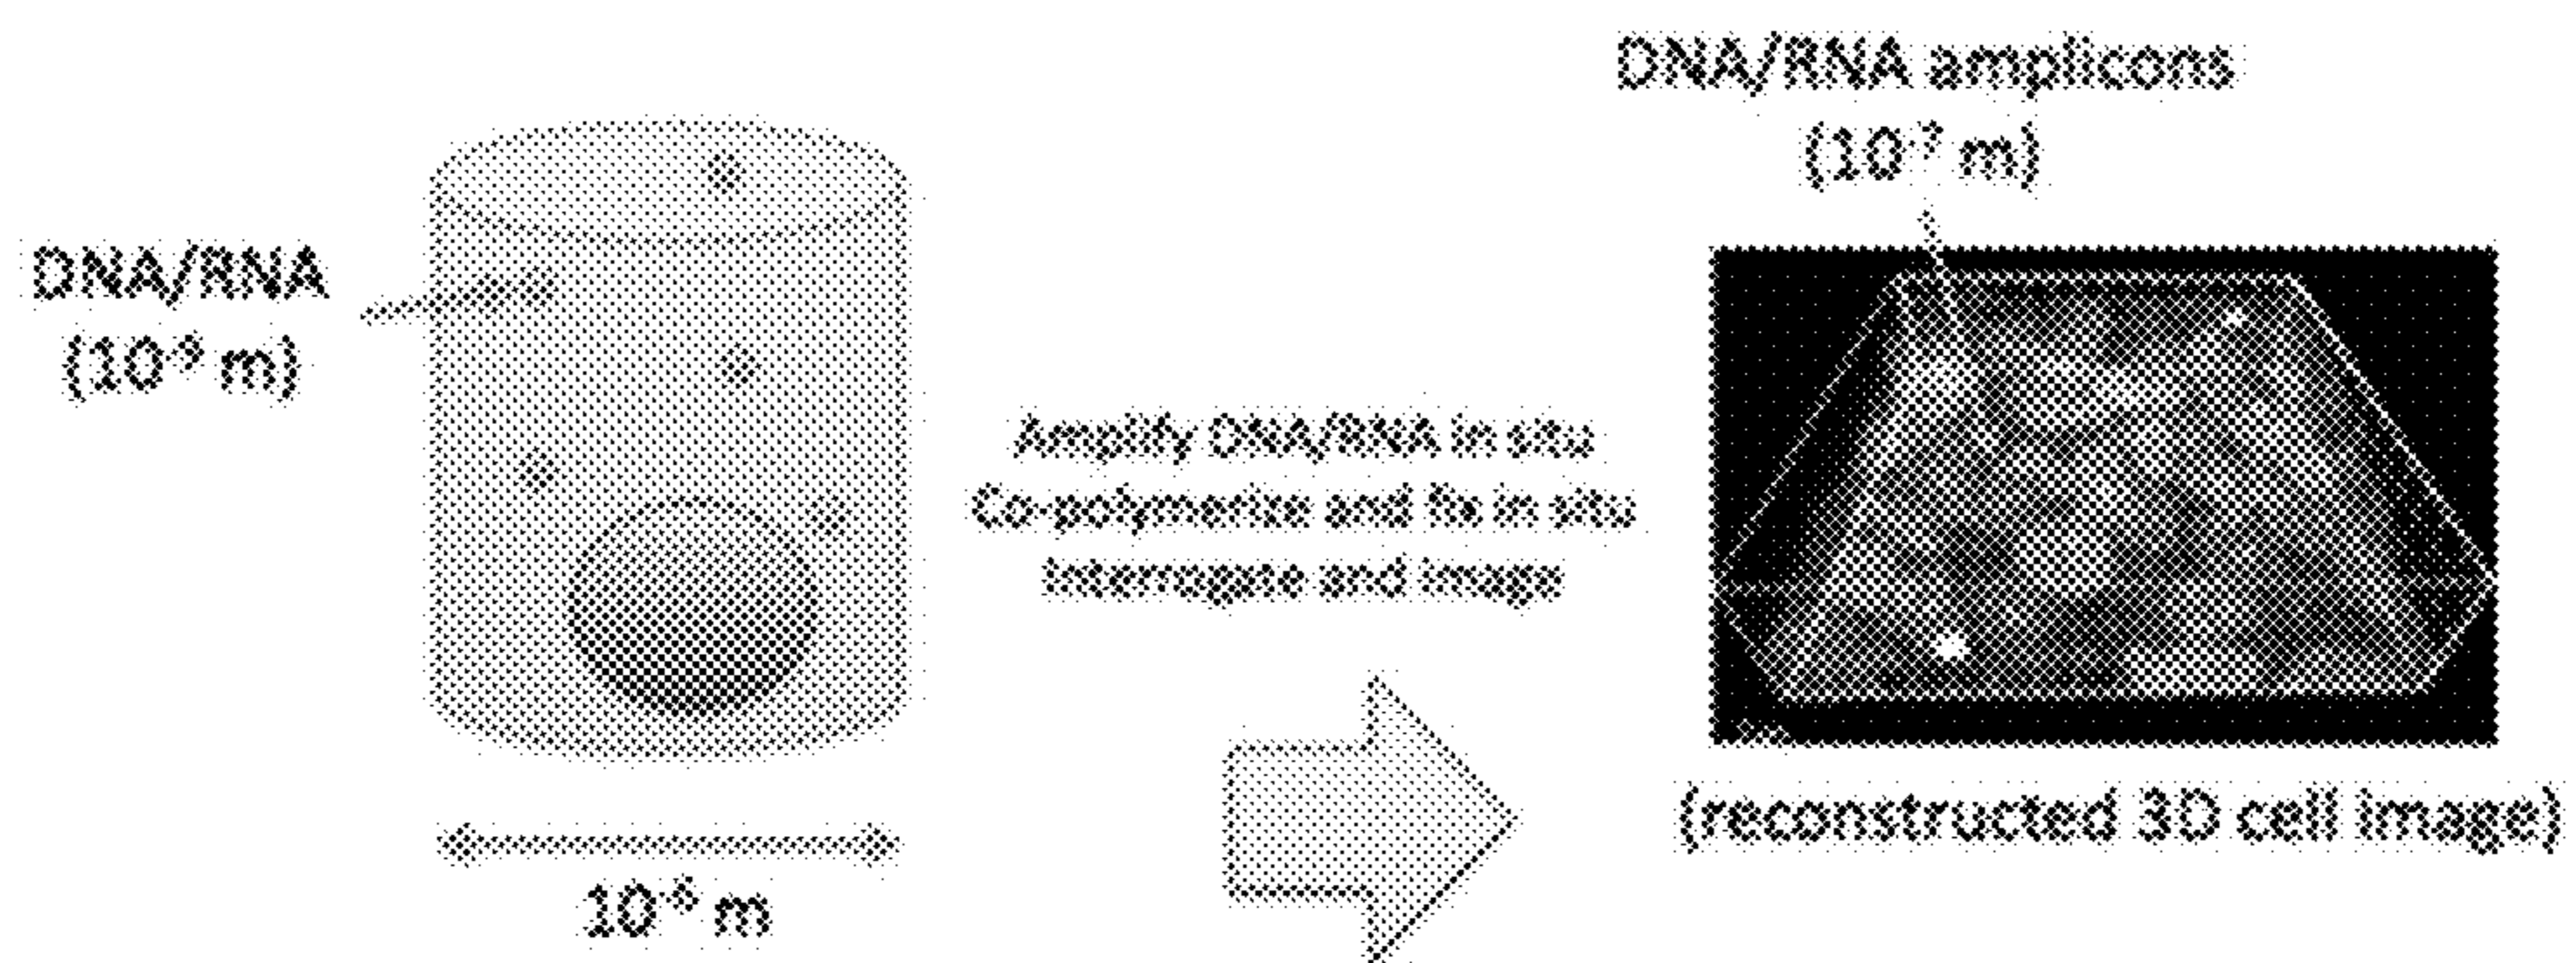 DNA/RNA amplicons
(10⁻⁷ m)
DNA/RNA
(10⁻⁹ m)
Amplify DNA/RNA in situ
Co-polymerize and fix in situ
Interrogate and image
(reconstructed 3D cell image)
10⁻⁶ m